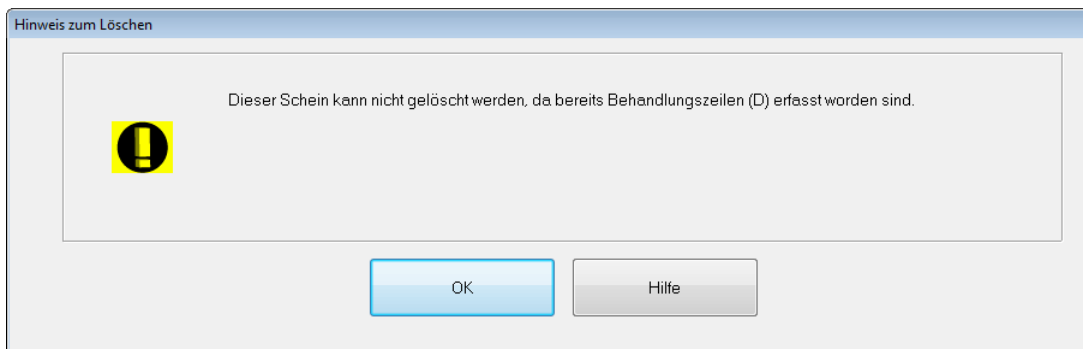 Hinweis zum Löschen
Dieser Schein kann nicht gelöscht werden, da bereits Behandlungszeilen (D) erfasst worden sind.
OK
Hilfe